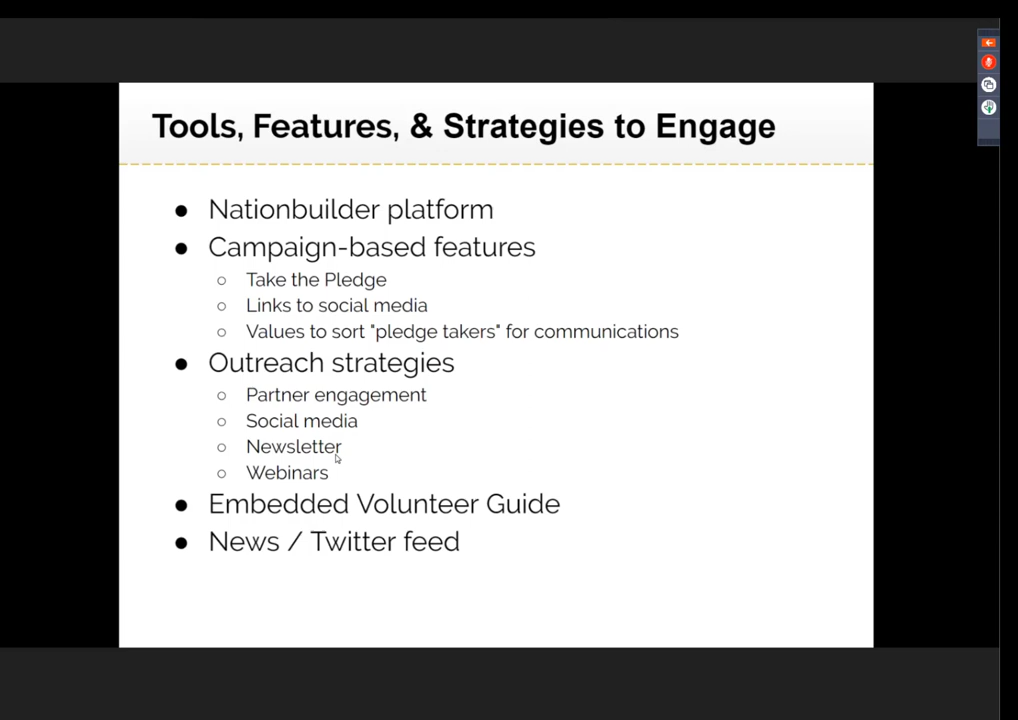 Tools, Features, & Strategies to Engage
● Nationbuilder platform
● Campaign-based features
○ Take the Pledge
○ Links to social media
○ Values to sort "pledge takers" for communications
● Outreach strategies
○ Partner engagement
○ Social media
○ Newsletter
○ Webinars
● Embedded Volunteer Guide
● News / Twitter feed